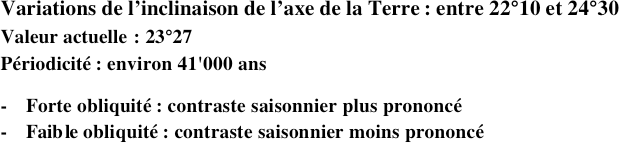 Variations de l'inclinaison de l'axe de la Terre : entre 22°10 et 24°30
Valeur actuelle : 23°27
Périodicité : environ 41'000 ans
- Forte obliquité : contraste saisonnier plus prononcé
- Faible obliquité : contraste saisonnier moins prononcé